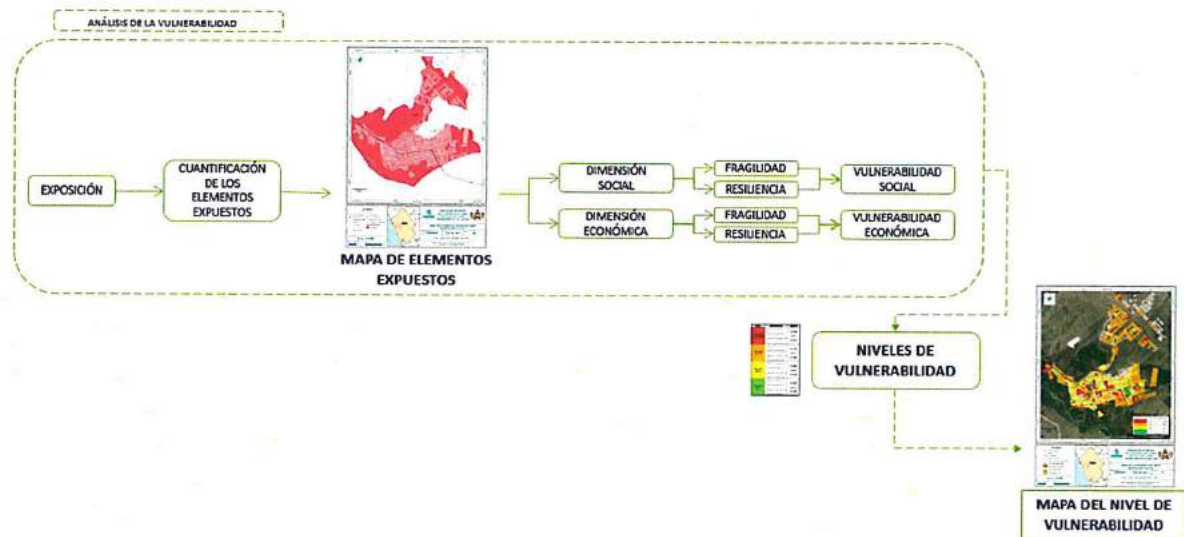 ANÁLISIS DE LA VULNERABILIDAD
EXPOSICIÓN
CUANTIFICACIÓN
DE LOS
ELEMENTOS
EXPUESTOS
MAPA DE ELEMENTOS
EXPUESTOS
DIMENSIÓN
SOCIAL
FRAGILIDAD
RESILIENCIA
VULNERABILIDAD
SOCIAL
DIMENSIÓN
ECONÓMICA
FRAGILIDAD
RESILIENCIA
VULNERABILIDAD
ECONÓMICA
NIVELES DE
VULNERABILIDAD
MAPA DEL NIVEL DE
VULNERABILIDAD